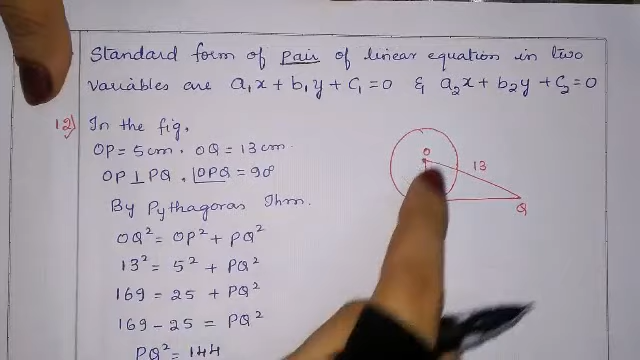 Standard form of pair of linear equation in two
variables are a₁x + b₁y + c₁ = 0 & a₂x + b₂y + c₂ = 0
12) In the fig,
OP = 5cm, OQ = 13cm.
OP ⊥ PQ, ∠OPQ = 90°
By Pythagoras Thm.
OQ² = OP² + PQ²
13² = 5² + PQ²
169 = 25 + PQ²
169 - 25 = PQ²
PQ² = 144
O
13
Q